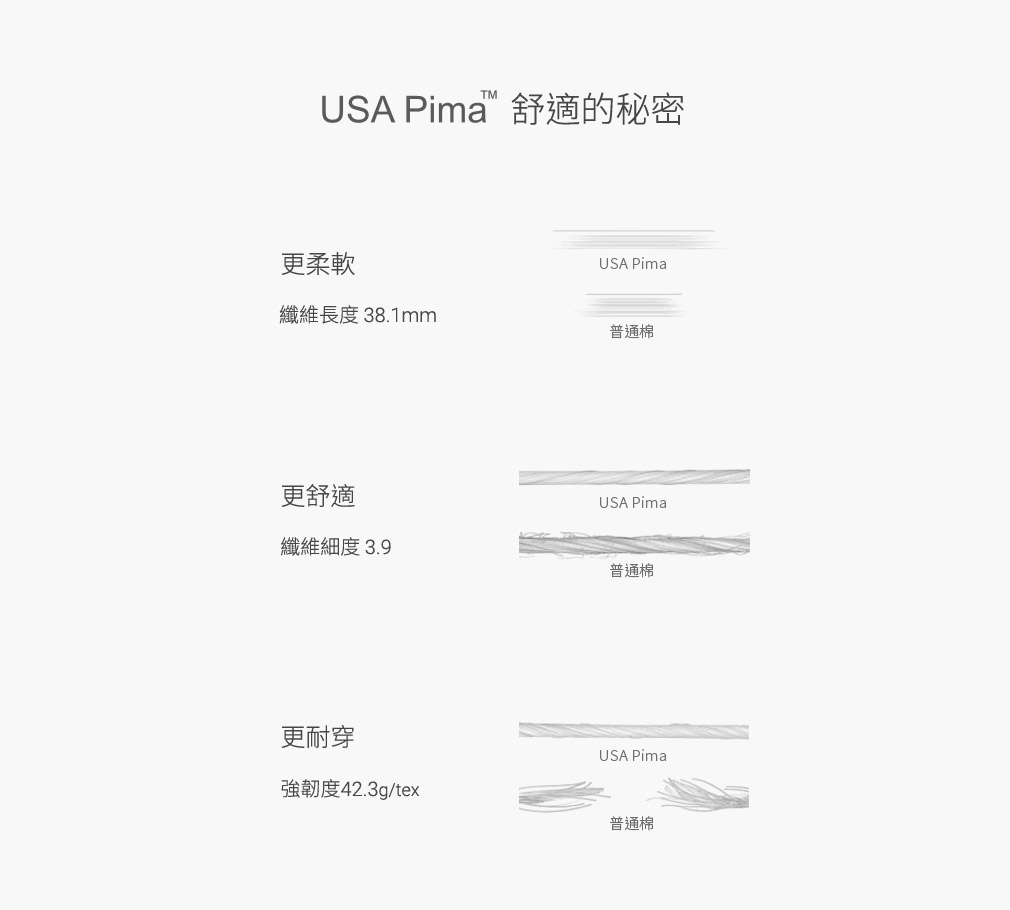 USA Pima™ 舒適的秘密
更柔軟
纖維長度 38.1mm
USA Pima
普通棉
更舒適
纖維細度 3.9
USA Pima
普通棉
更耐穿
強韌度42.3g/tex
USA Pima
普通棉